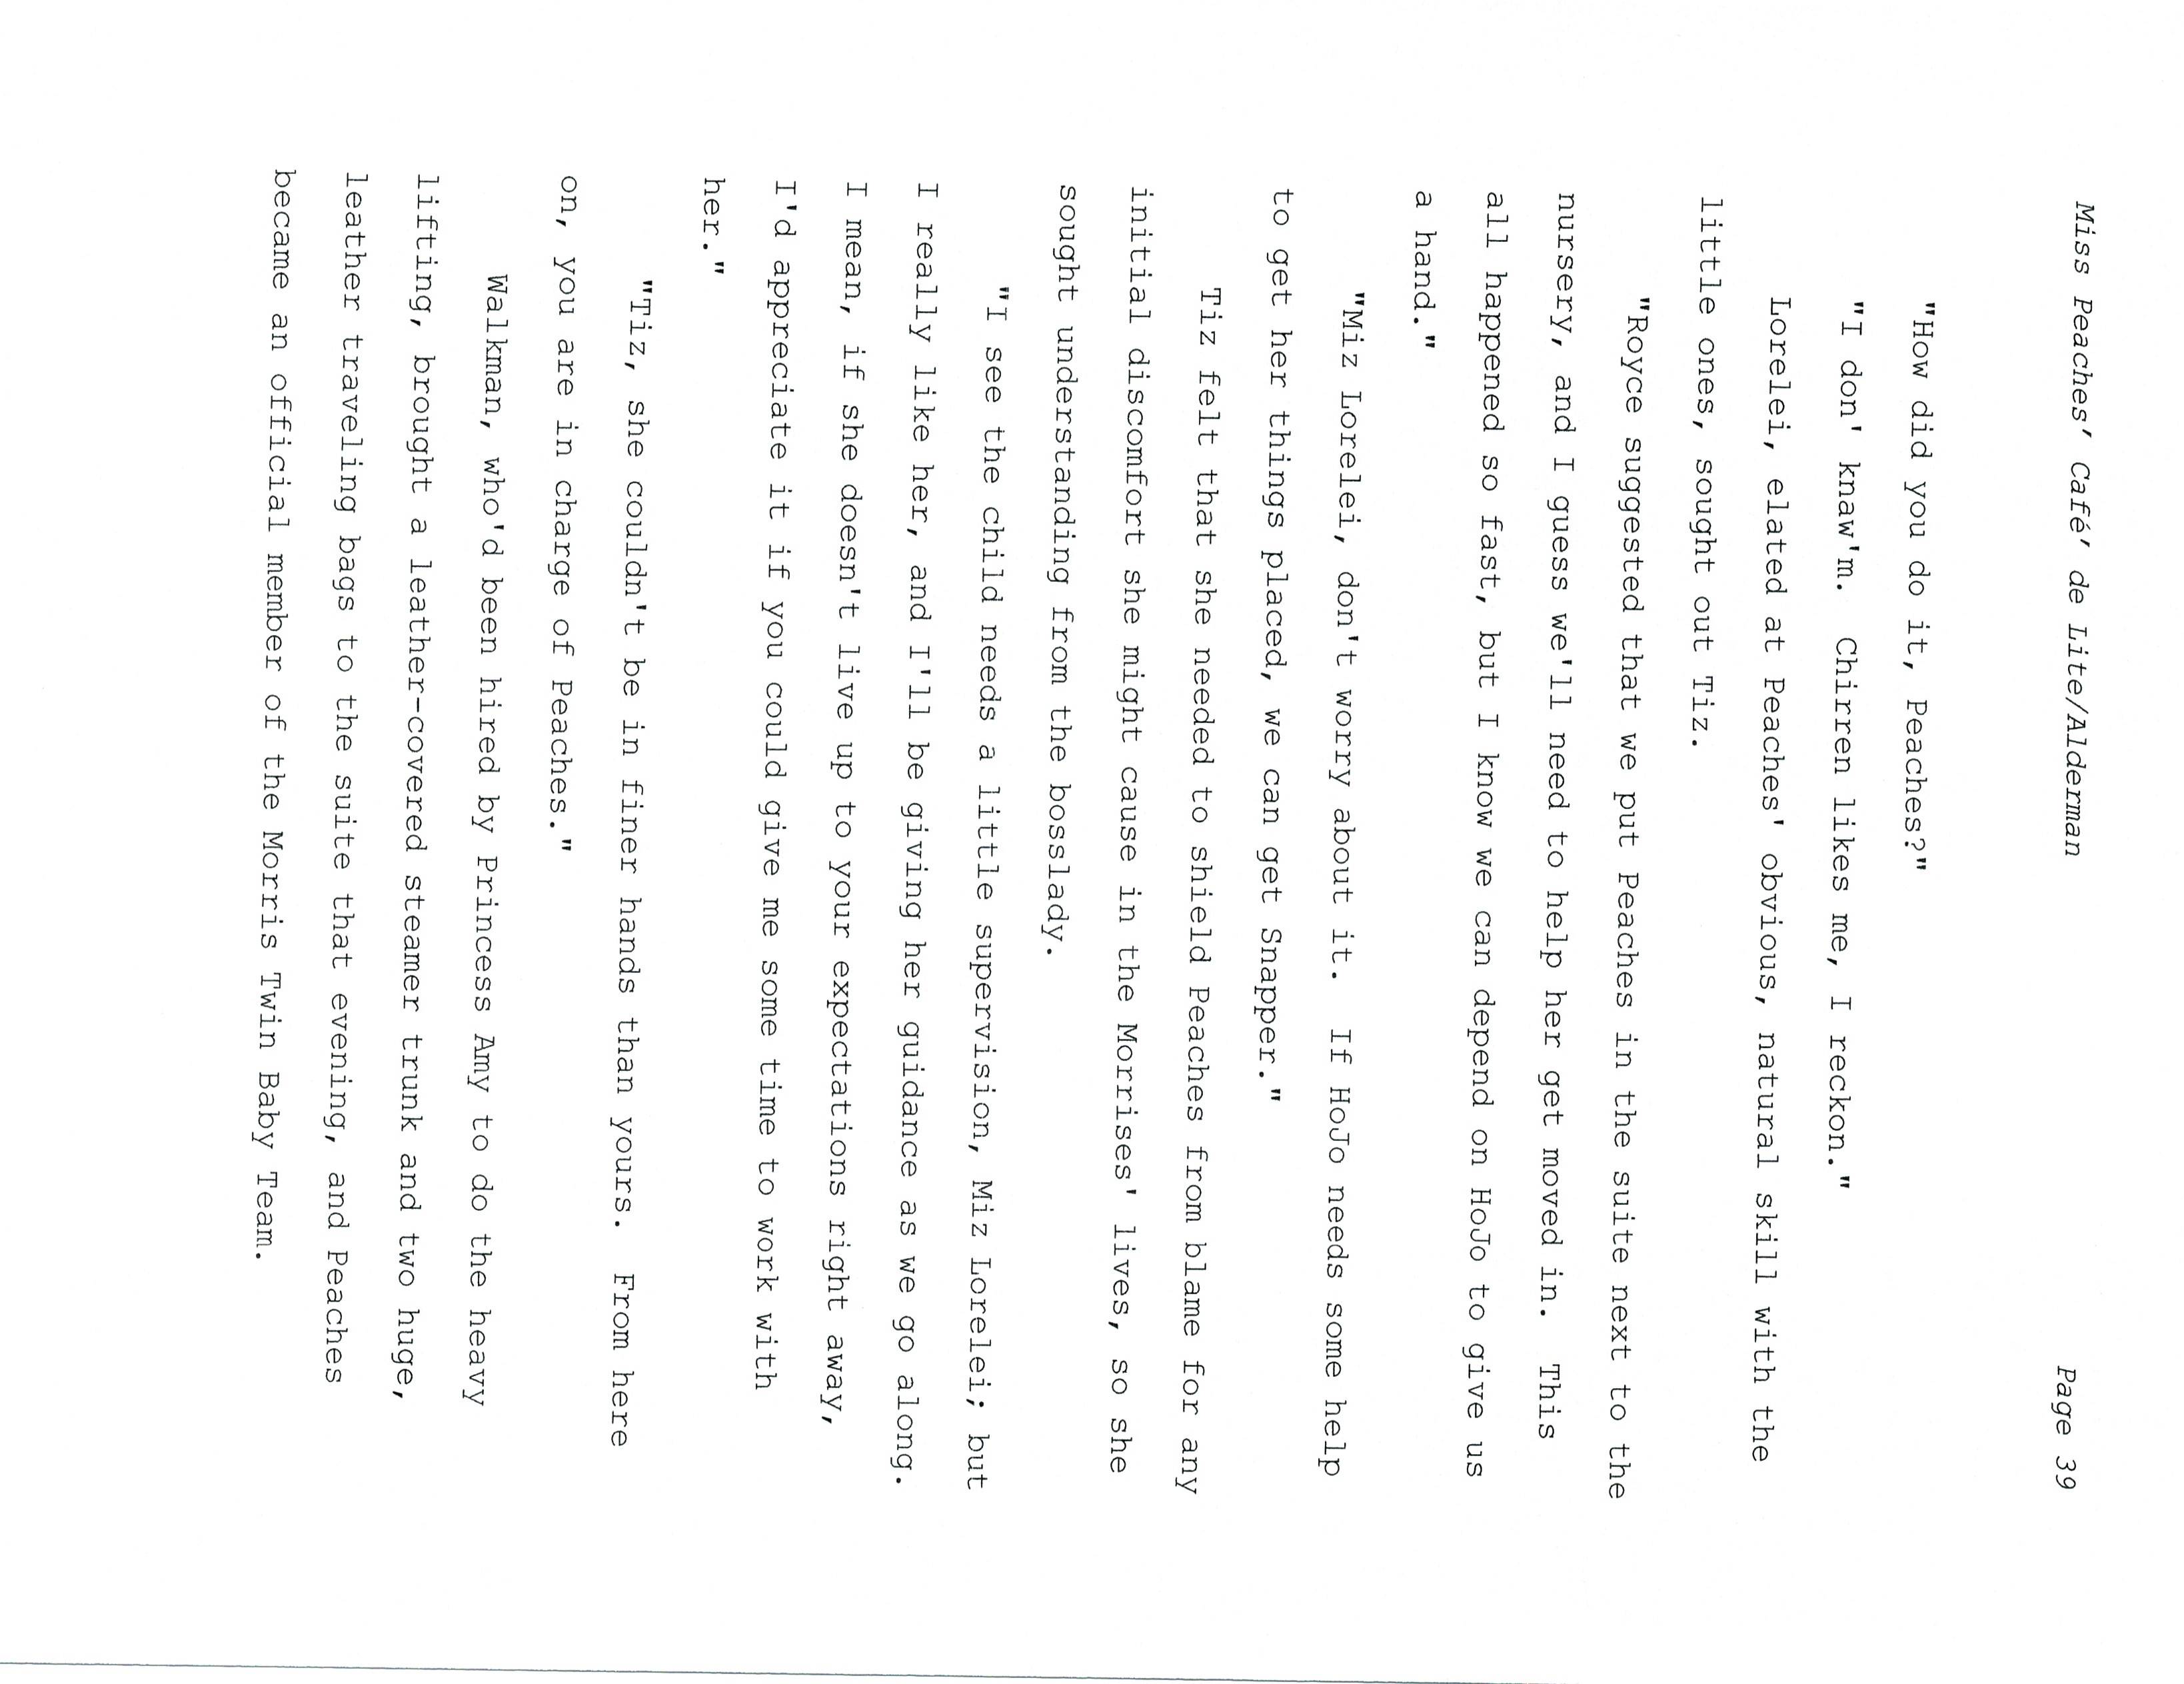 Miss Peaches' Café' de Lite/Alderman Page 39
"How did you do it, Peaches?"
"I don' knaw'm.  Chirren likes me, I reckon."
Lorelei, elated at Peaches' obvious, natural skill with the
little ones, sought out Tiz.
"Royce suggested that we put Peaches in the suite next to the
nursery, and I guess we'll need to help her get moved in.  This
all happened so fast, but I know we can depend on HoJo to give us
a hand."
"Miz Lorelei, don't worry about it.  If HoJo needs some help
to get her things placed, we can get Snapper."
Tiz felt that she needed to shield Peaches from blame for any
initial discomfort she might cause in the Morrises' lives, so she
sought understanding from the bosslady.
"I see the child needs a little supervision, Miz Lorelei; but
I really like her, and I'll be giving her guidance as we go along.
I mean, if she doesn't live up to your expectations right away,
I'd appreciate it if you could give me some time to work with
her."
"Tiz, she couldn't be in finer hands than yours.  From here
on, you are in charge of Peaches."
Walkman, who'd been hired by Princess Amy to do the heavy
lifting, brought a leather-covered steamer trunk and two huge,
leather traveling bags to the suite that evening, and Peaches
became an official member of the Morris Twin Baby Team.